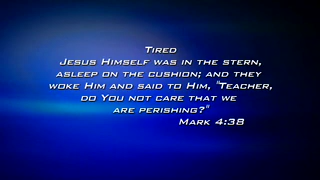 Tired
Jesus Himself was in the stern,
asleep on the cushion; and they
woke Him and said to Him, "Teacher,
do You not care that we
are perishing?"
Mark 4:38